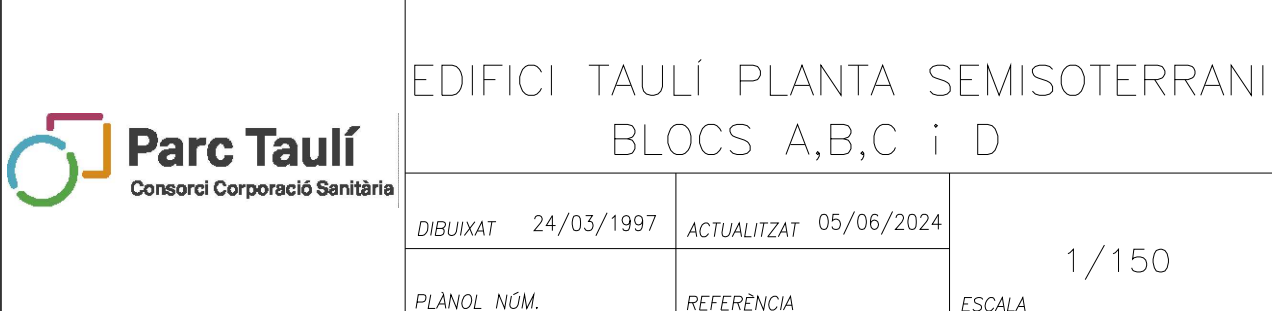 EDIFICI TAULÍ PLANTA SEMISOTERRANI
BLOCS A,B,C i D
Parc Taulí
Consorci Corporació Sanitària
DIBUIXAT 24/03/1997
ACTUALITZAT 05/06/2024
1/150
PLÀNOL NÚM.
REFERÈNCIA
ESCALA